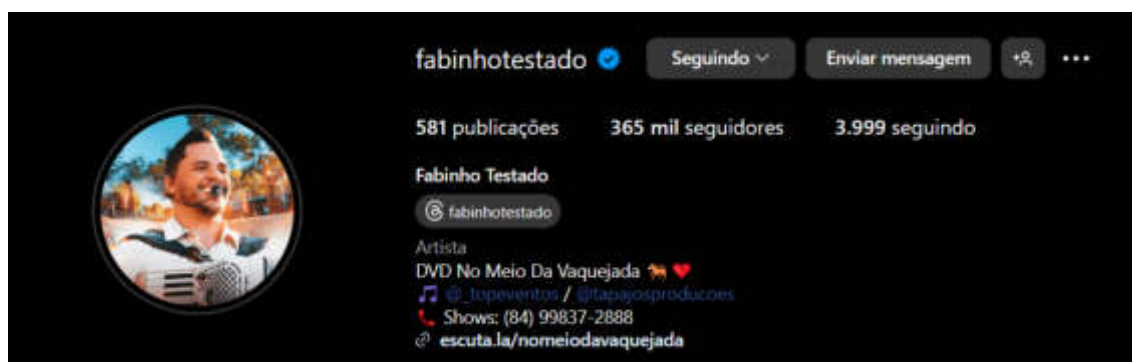 fabinhotestado Seguindo Enviar mensagem
581 publicações 365 mil seguidores 3.999 seguindo
Fabinho Testado
fabinhotestado
Artista
DVD No Meio Da Vaquejada 🐎❤️
🎵 @_topeventos / @tapajosproducoes
📞 Shows: (84) 99837-2888
escuta.la/nomeiodavaquejada